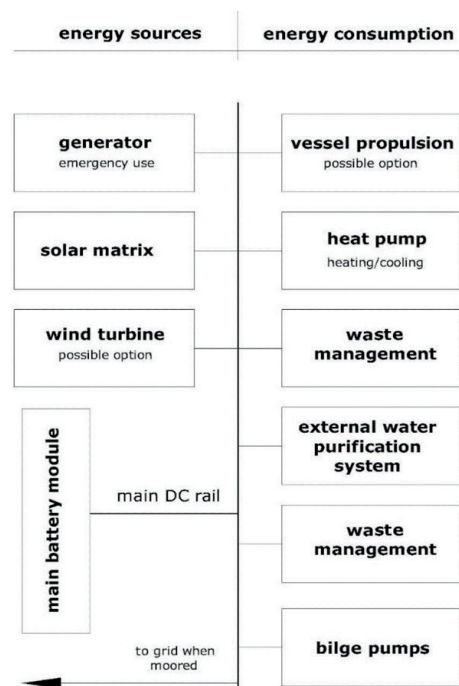 energy sources
energy consumption
generator
emergency use
vessel propulsion
possible option
solar matrix
heat pump
heating/cooling
wind turbine
possible option
waste
management
external water
purification
system
main battery module
main DC rail
waste
management
to grid when
moored
bilge pumps